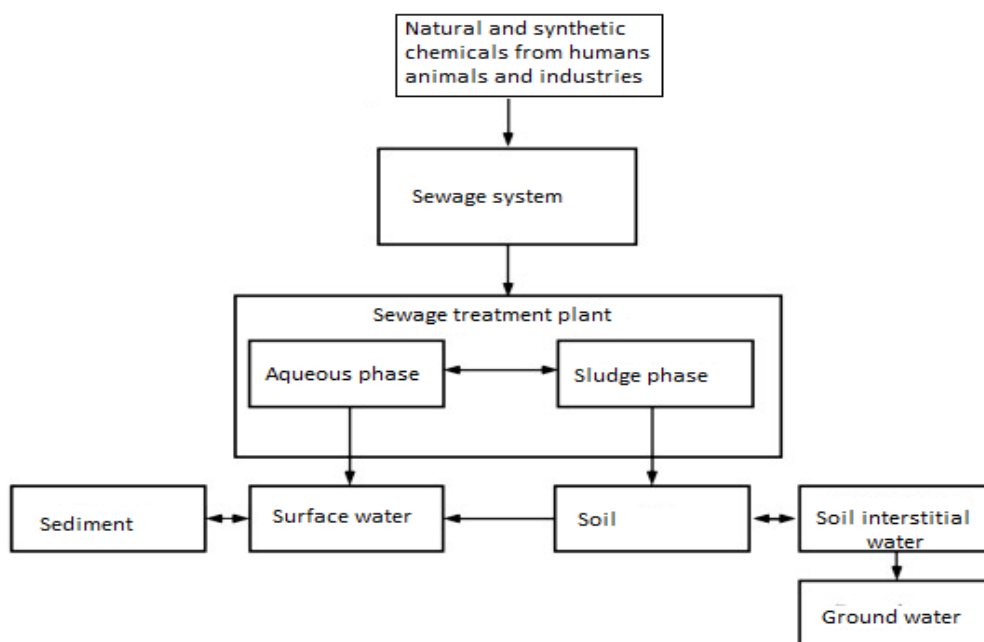 Natural and synthetic
chemicals from humans
animals and industries
Sewage system
Sewage treatment plant
Aqueous phase
Sludge phase
Sediment
Surface water
Soil
Soil interstitial
water
Ground water